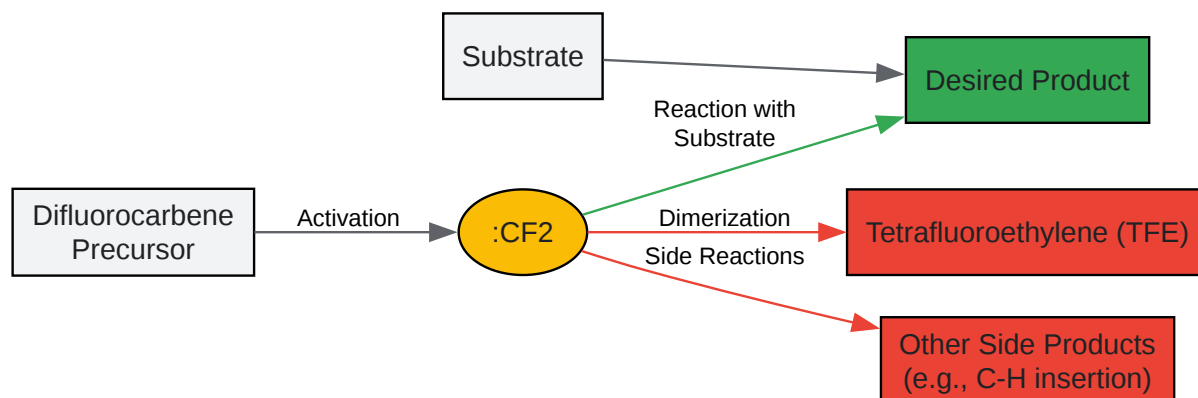 Substrate
Desired Product
Reaction with
Substrate
Difluorocarbene
Precursor
Activation
:CF2
Dimerization
Tetrafluoroethylene (TFE)
Side Reactions
Other Side Products
(e.g., C-H insertion)